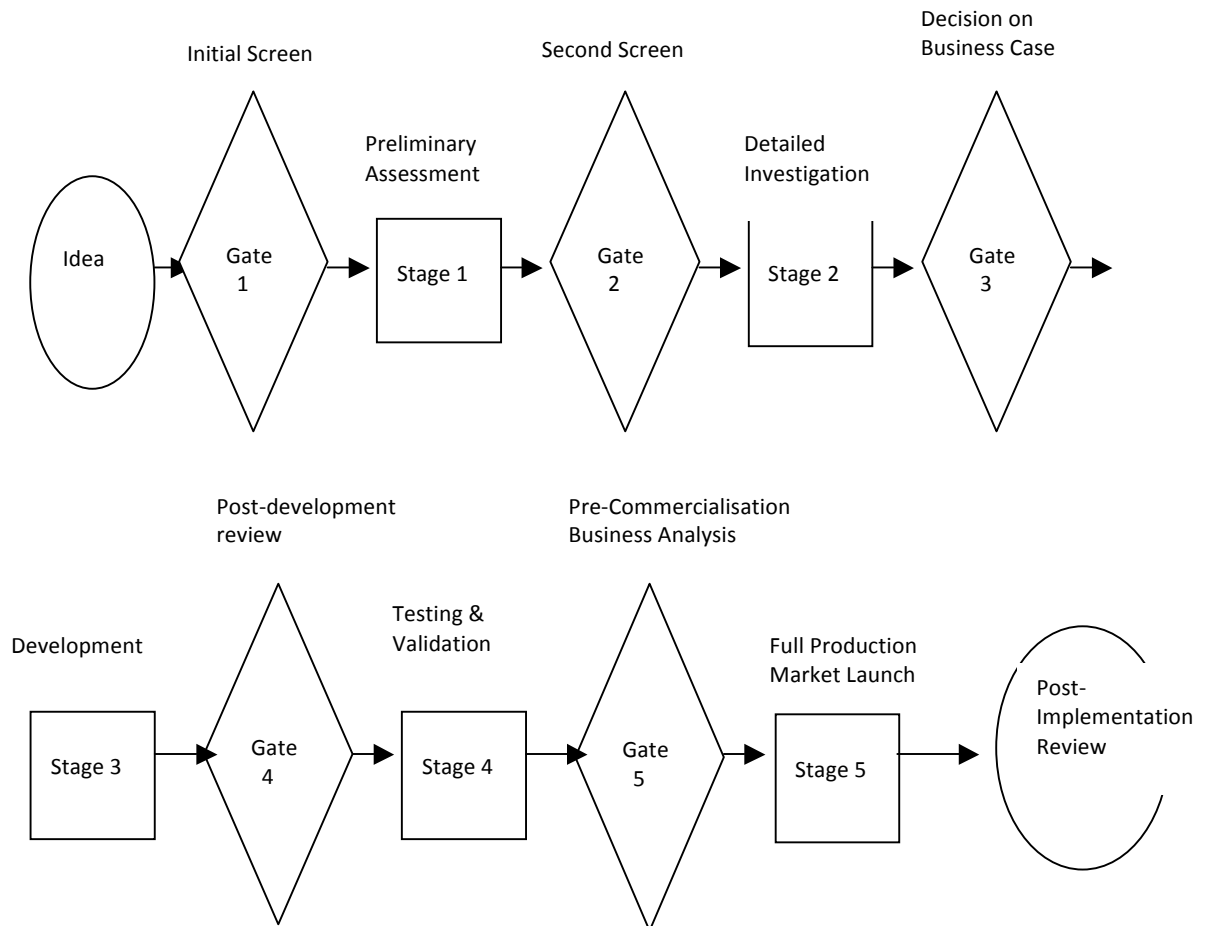 Initial Screen
Second Screen
Decision on
Business Case
Preliminary
Assessment
Detailed
Investigation
Idea
Gate
1
Stage 1
Gate
2
Stage 2
Gate
3
Post-development
review
Pre-Commercialisation
Business Analysis
Development
Testing &
Validation
Full Production
Market Launch
Stage 3
Gate
4
Stage 4
Gate
5
Stage 5
Post-
Implementation
Review